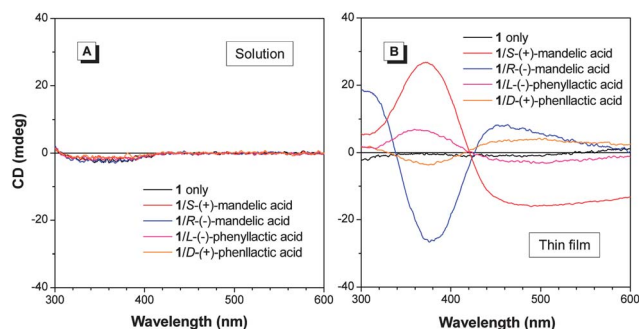 A
Solution
CD (mdeg)
40
20
0
-20
-40
1 only
1/S-(+)-mandelic acid
1/R-(-)-mandelic acid
1/L-(-)-phenyllactic acid
1/D-(+)-phenllactic acid
300 400 500 600
Wavelength (nm)
B
1 only
1/S-(+)-mandelic acid
1/R-(-)-mandelic acid
1/L-(-)-phenyllactic acid
1/D-(+)-phenllactic acid
CD (mdeg)
40
20
0
-20
-40
Thin film
300 400 500 600
Wavelength (nm)